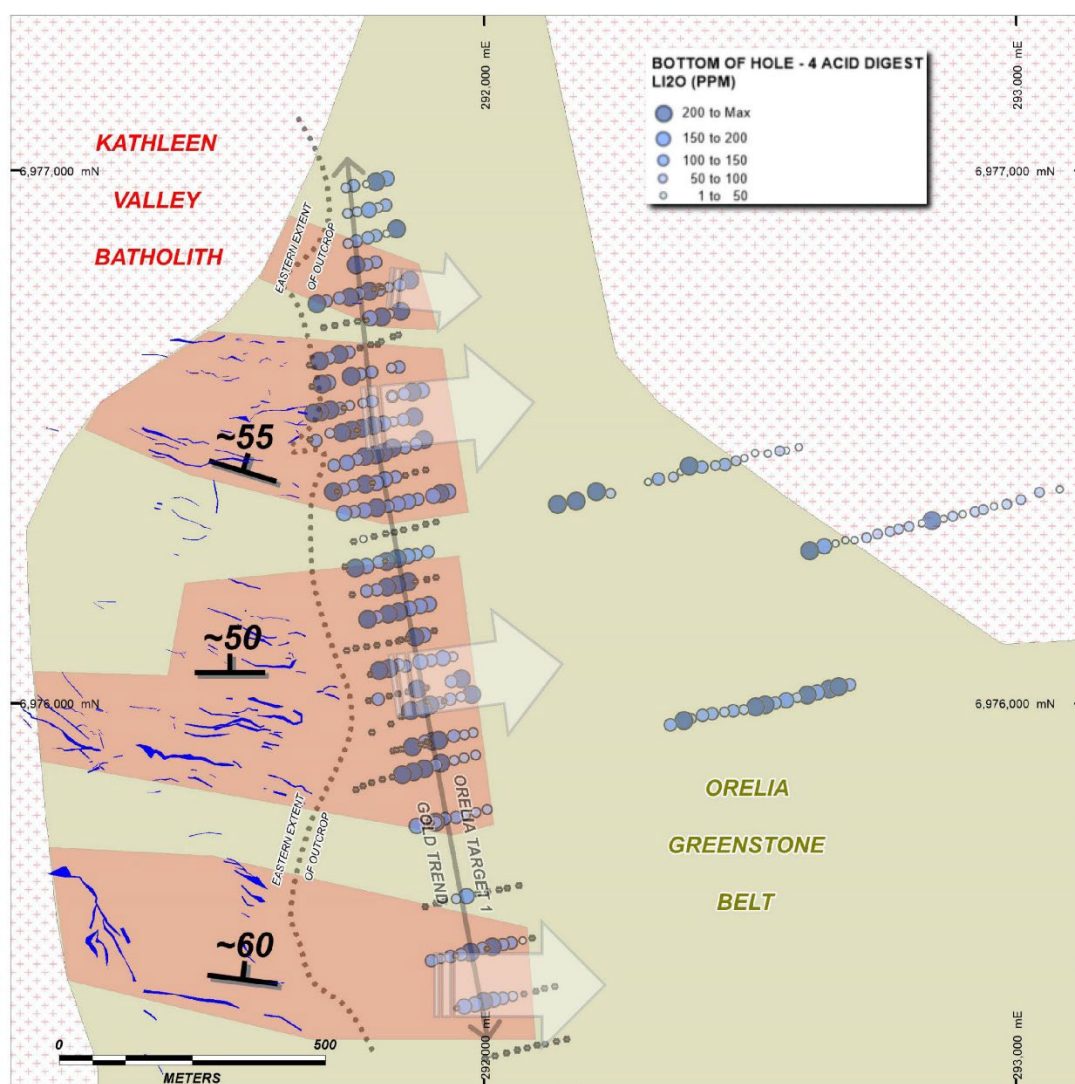 292,000 mE
293,000 mE
BOTTOM OF HOLE - 4 ACID DIGEST
LI2O (PPM)
200 to Max
150 to 200
100 to 150
50 to 100
1 to 50
KATHLEEN
VALLEY
BATHOLITH
6,977,000 mN
6,977,000 mN
EASTERN EXTENT
OF OUTCROP
~55
~50
6,976,000 mN
6,976,000 mN
ORELIA TARGET 1
GOLD TREND
ORELIA
GREENSTONE
BELT
EASTERN EXTENT
OF OUTCROP
~60
0
500
METERS
292,000 mE
293,000 mE